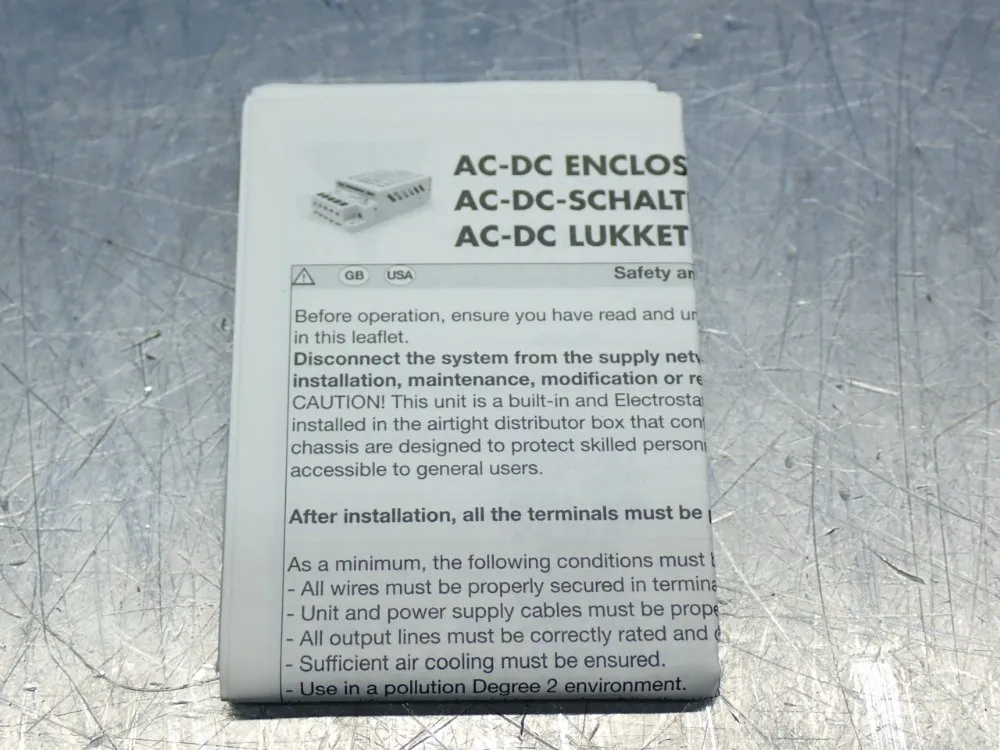 AC-DC ENCLOS
AC-DC-SCHALT
AC-DC LUKKET
GB USA Safety an
Before operation, ensure you have read and un
in this leaflet.
Disconnect the system from the supply netw
installation, maintenance, modification or re
CAUTION! This unit is a built-in and Electrosta
installed in the airtight distributor box that con
chassis are designed to protect skilled person
accessible to general users.
After installation, all the terminals must be
As a minimum, the following conditions must b
- All wires must be properly secured in termina
- Unit and power supply cables must be prope
- All output lines must be correctly rated and
- Sufficient air cooling must be ensured.
- Use in a pollution Degree 2 environment.